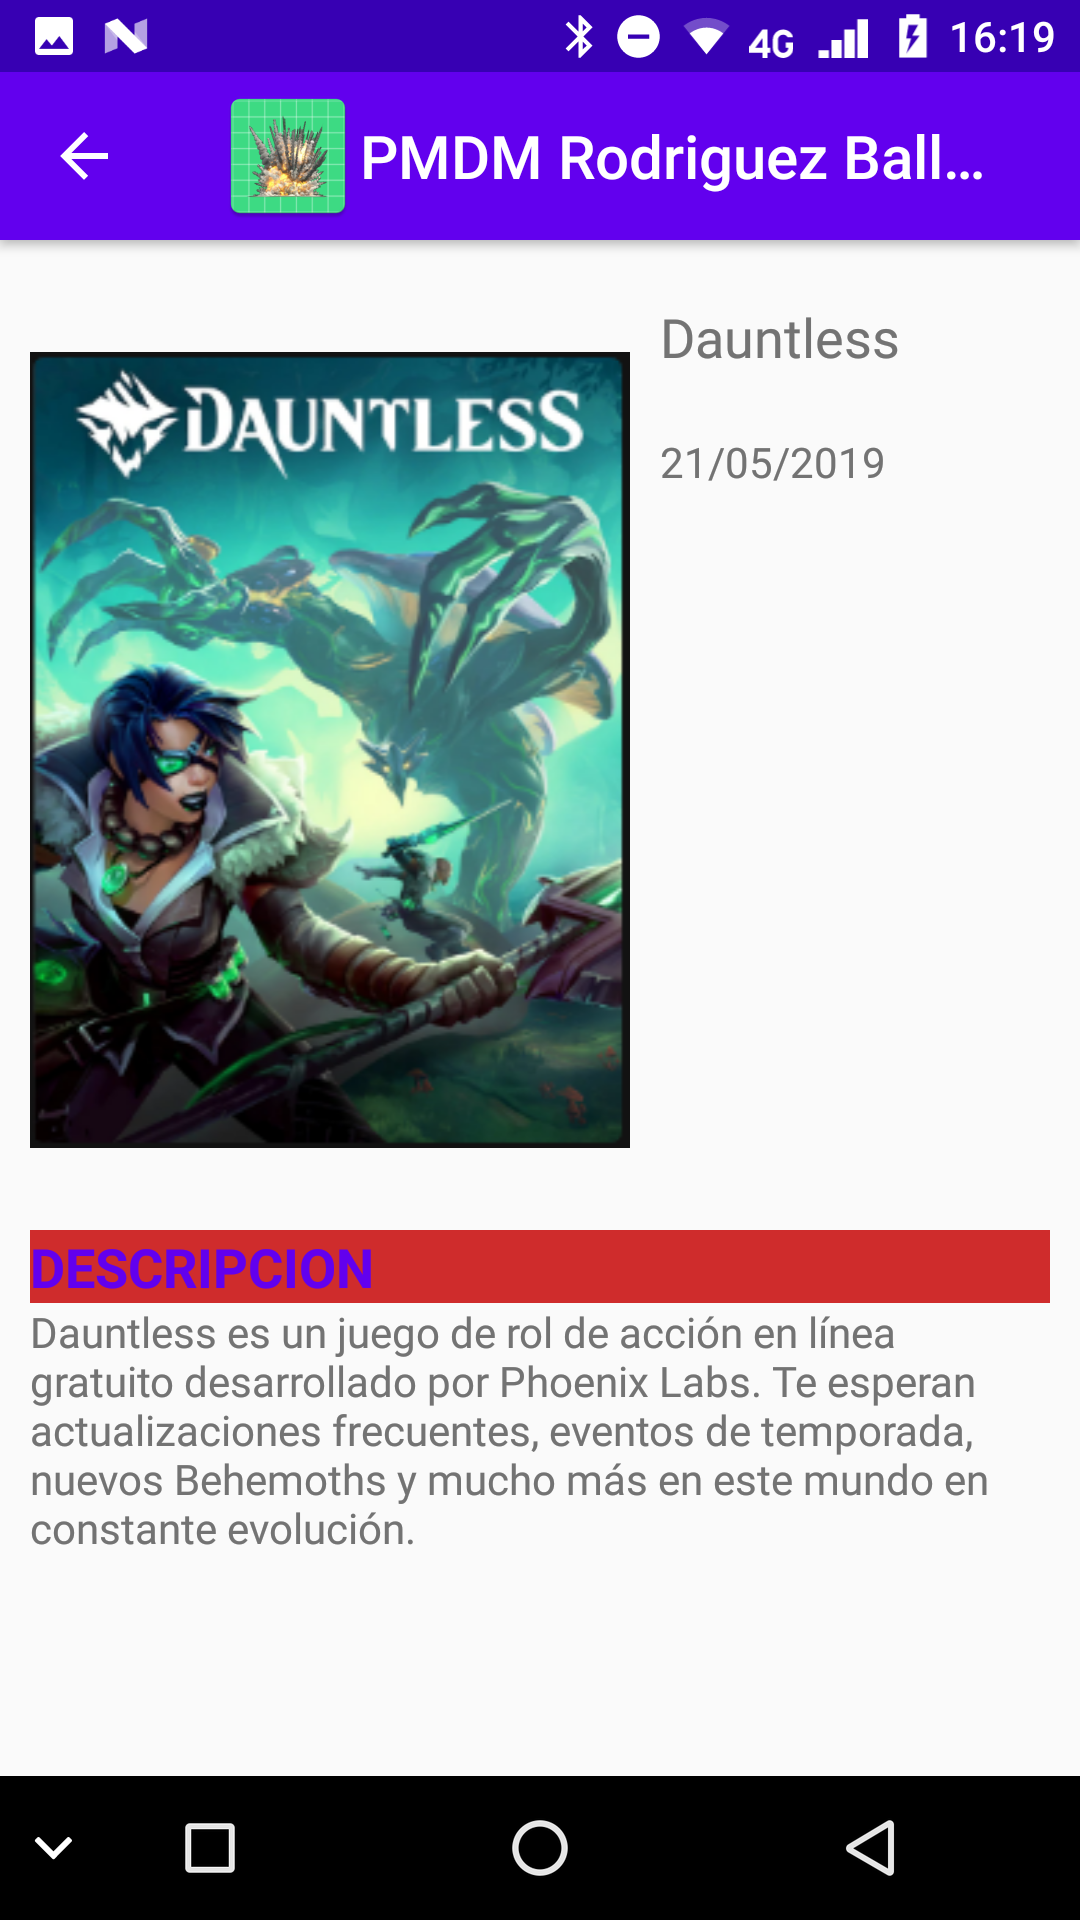 4G 16:19
PMDM Rodriguez Ball...
Dauntless
DAUNTLESS
21/05/2019
DESCRIPCION
Dauntless es un juego de rol de acción en línea
gratuito desarrollado por Phoenix Labs. Te esperan
actualizaciones frecuentes, eventos de temporada,
nuevos Behemoths y mucho más en este mundo en
constante evolución.